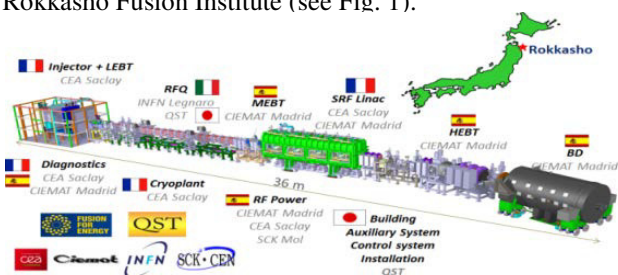 Rokkasho Fusion Institute (see Fig. 1).
Rokkasho
Injector + LEBT
CEA Saclay
RFQ
INFN Legnaro
QST
MEBT
CIEMAT Madrid
SRF Linac
CEA Saclay
CIEMAT Madrid
HEBT
CIEMAT Madrid
BD
CIEMAT Madrid
36 m
Diagnostics
CEA Saclay
CIEMAT Madrid
Cryoplant
CEA Saclay
RF Power
CIEMAT Madrid
CEA Saclay
SCK Mol
Building
Auxiliary System
Control system
Installation
QST
FUSION
FOR
ENERGY
QST
cea
Ciemat
INFN
SCK•CEN